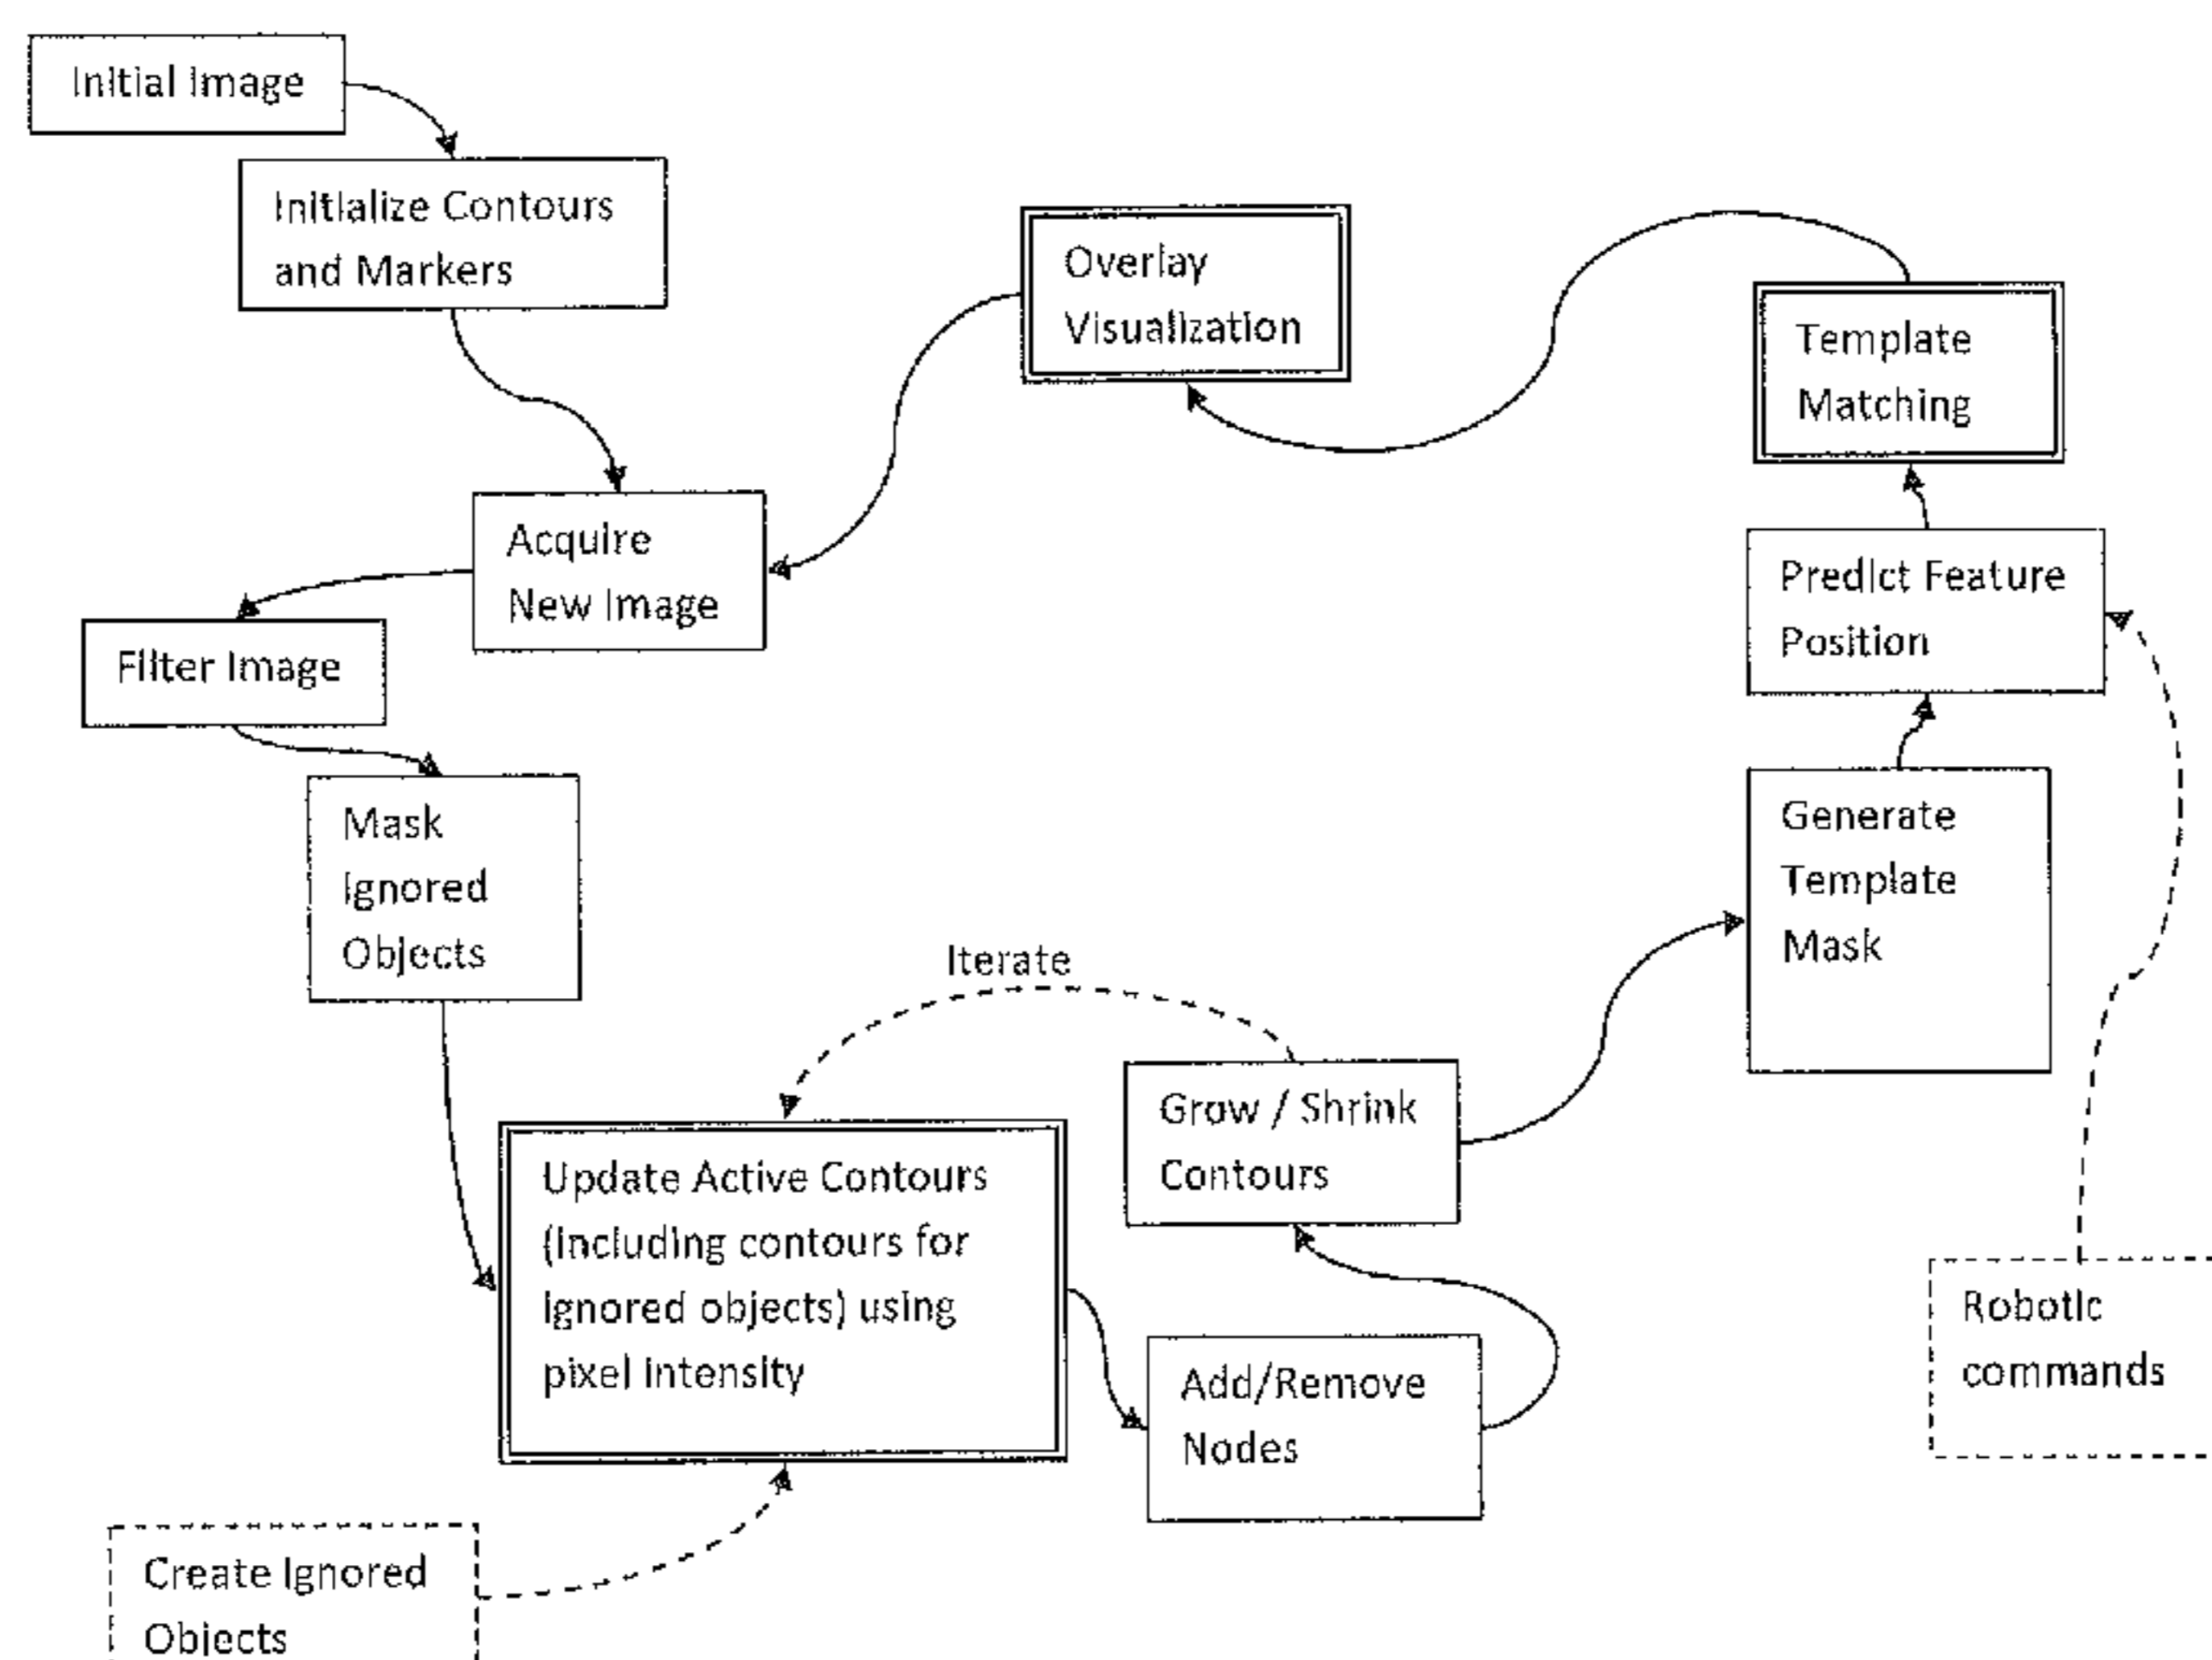 Initial Image
Initialize Contours
and Markers
Overlay
Visualization
Template
Matching
Acquire
New Image
Predict Feature
Position
Filter Image
Mask
Ignored
Objects
Generate
Template
Mask
Iterate
Grow / Shrink
Contours
Update Active Contours
(including contours for
ignored objects) using
pixel intensity
Add/Remove
Nodes
Robotic
commands
Create Ignored
Objects